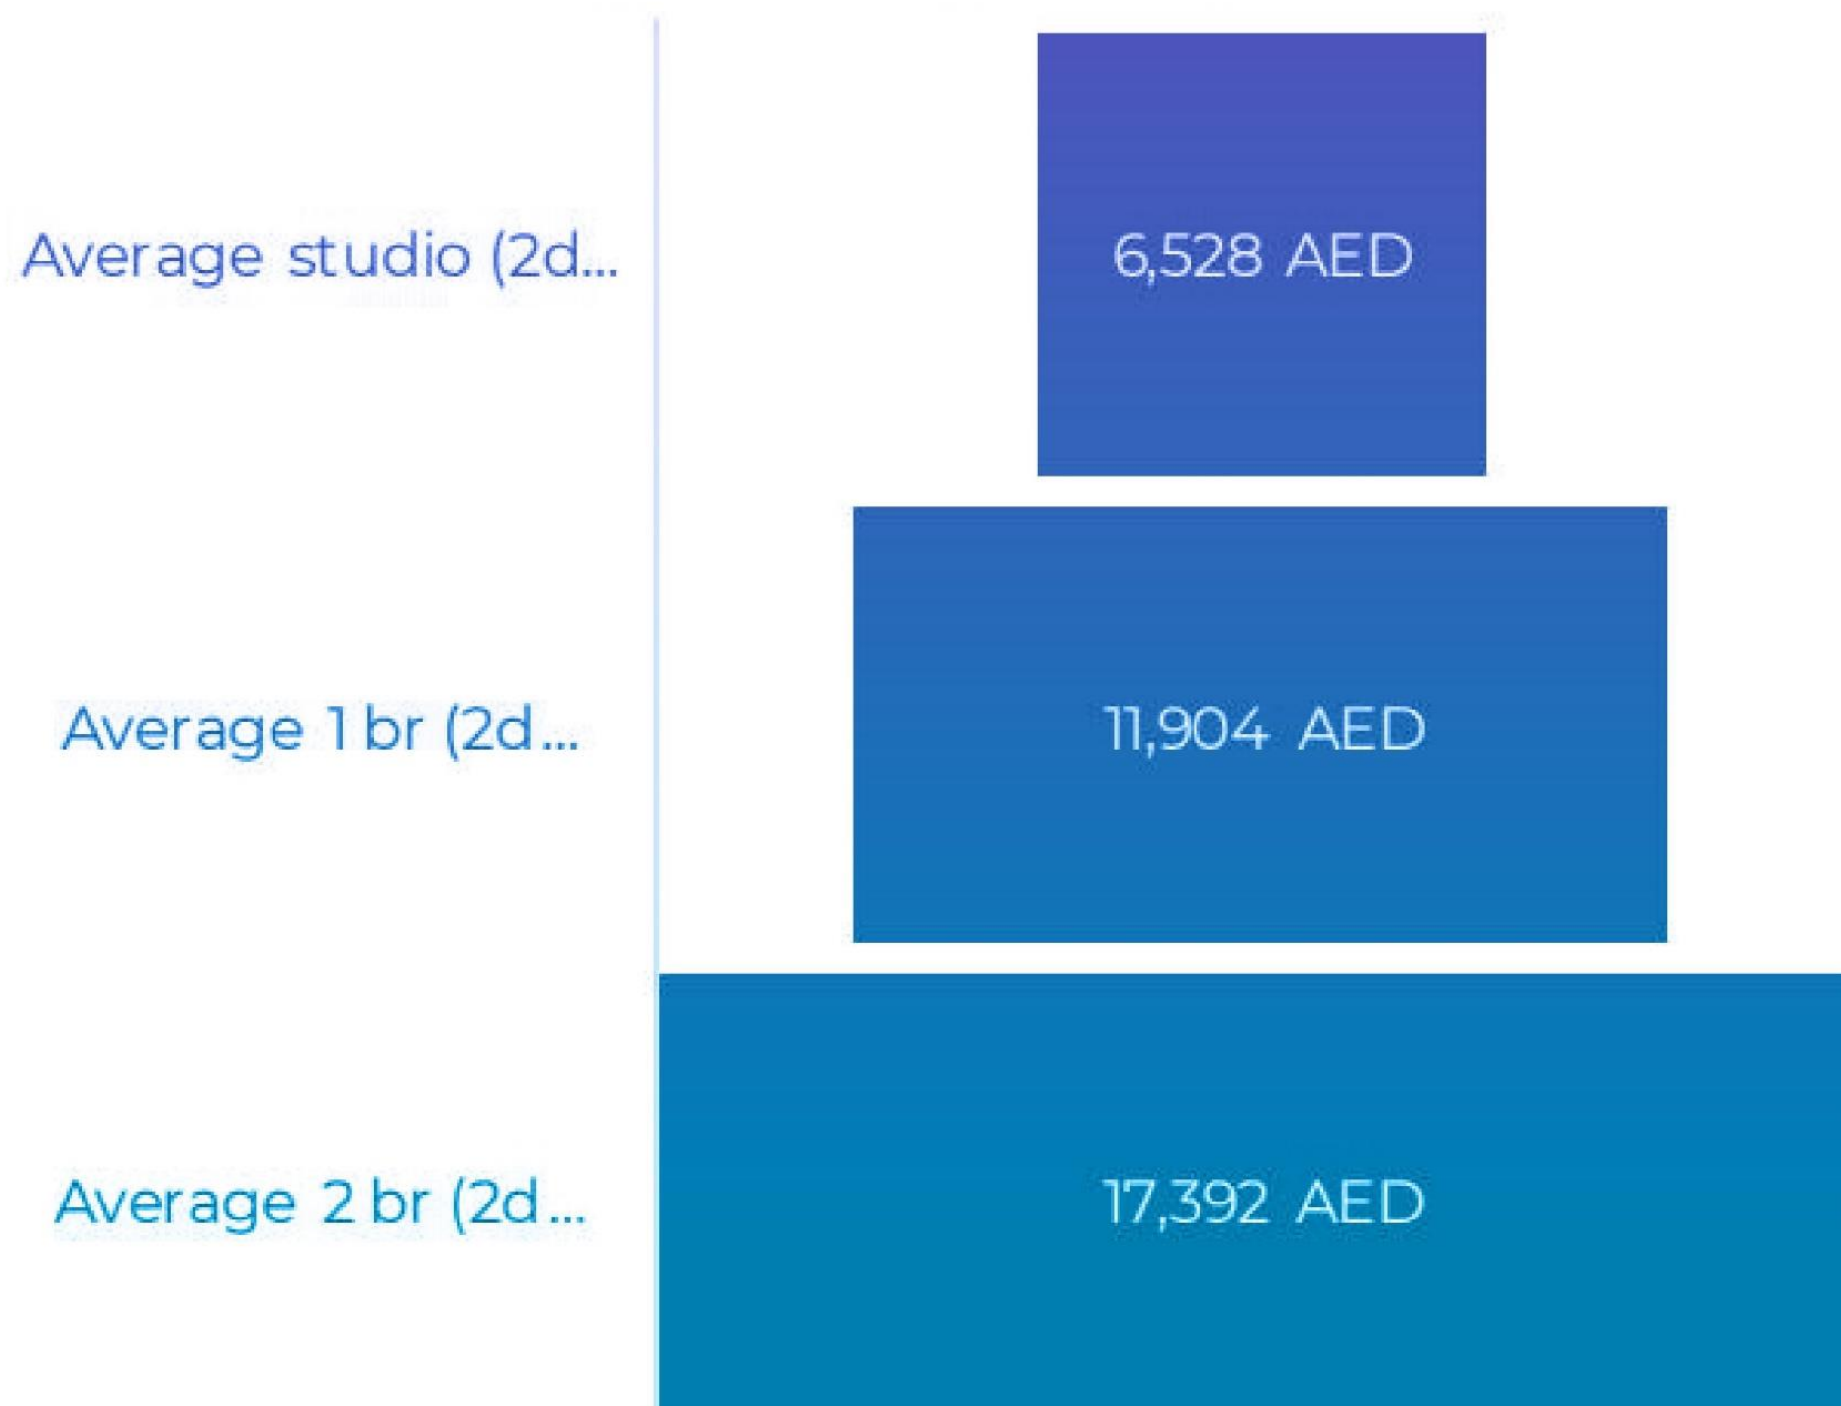 Average studio (2d...
6,528 AED
Average 1 br (2d...
11,904 AED
Average 2 br (2d...
17,392 AED